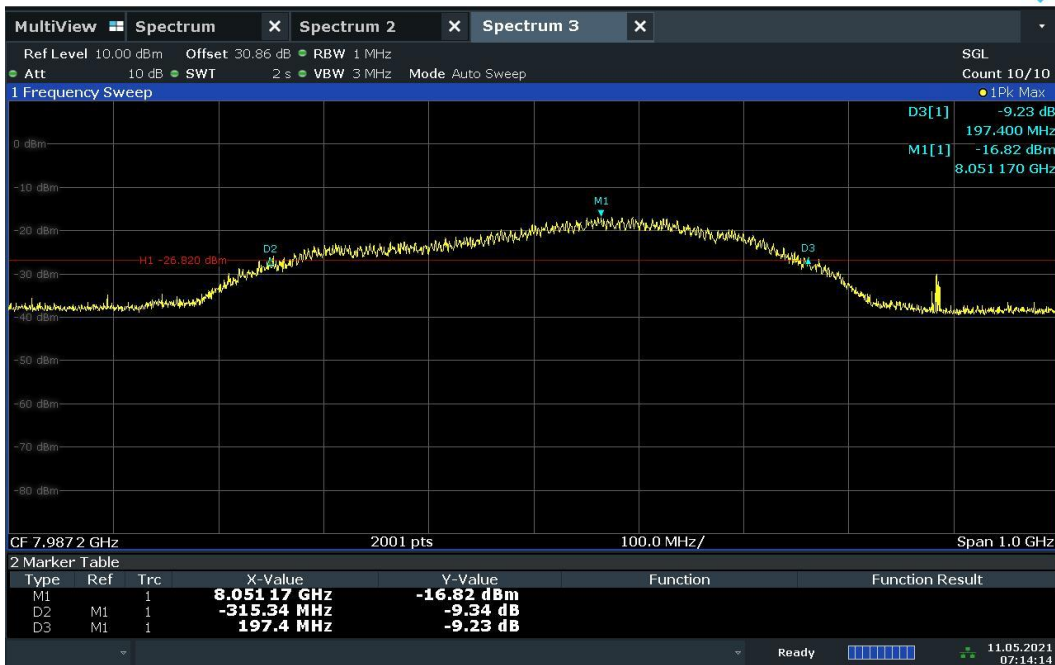 MultiView Spectrum X Spectrum 2 X Spectrum 3 X
Ref Level 10.00 dBm Offset 30.86 dB RBW 1 MHz SGL
Att 10 dB SWT 2 s VBW 3 MHz Mode Auto Sweep Count 10/10
1 Frequency Sweep 1Pk Max
D3[1] -9.23 dB
197.400 MHz
0 dBm
M1[1] -16.82 dBm
8.051 170 GHz
-10 dBm
M1
-20 dBm
D2 D3
H1 -26.820 dBm
-30 dBm
-40 dBm
-50 dBm
-60 dBm
-70 dBm
-80 dBm
CF 7.9872 GHz 2001 pts 100.0 MHz/ Span 1.0 GHz
2 Marker Table
Type Ref Trc X-Value Y-Value Function Function Result
M1 1 8.051 17 GHz -16.82 dBm
D2 M1 1 -315.34 MHz -9.34 dB
D3 M1 1 197.4 MHz -9.23 dB
Ready 11.05.2021
07:14:14